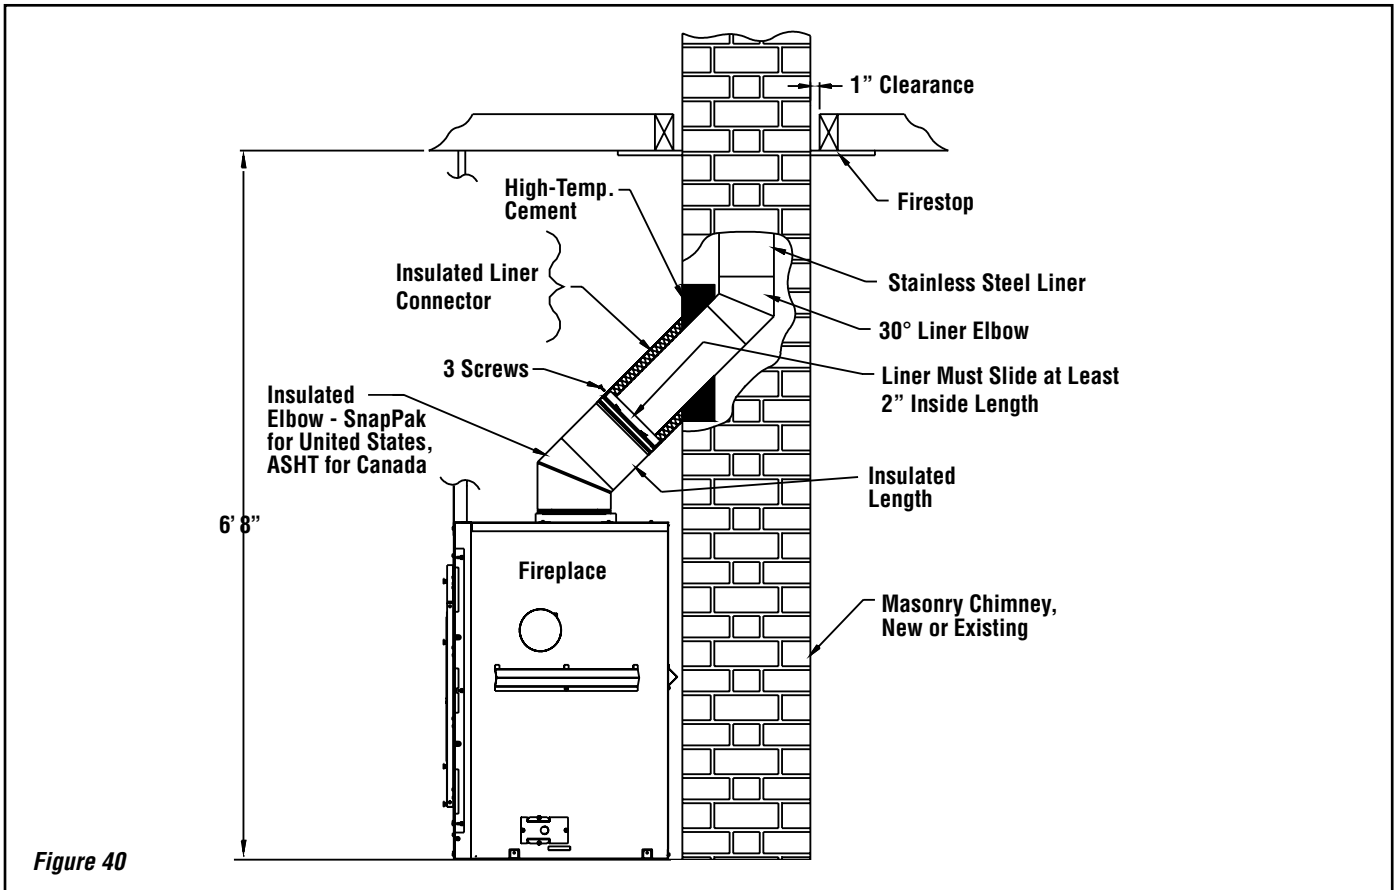 1” Clearance
Firestop
High-Temp.
Cement
Insulated Liner
Connector
Stainless Steel Liner
30° Liner Elbow
3 Screws
Liner Must Slide at Least
2” Inside Length
Insulated
Elbow - SnapPak
for United States,
ASHT for Canada
Insulated
Length
6’ 8”
Fireplace
Masonry Chimney,
New or Existing
Figure 40